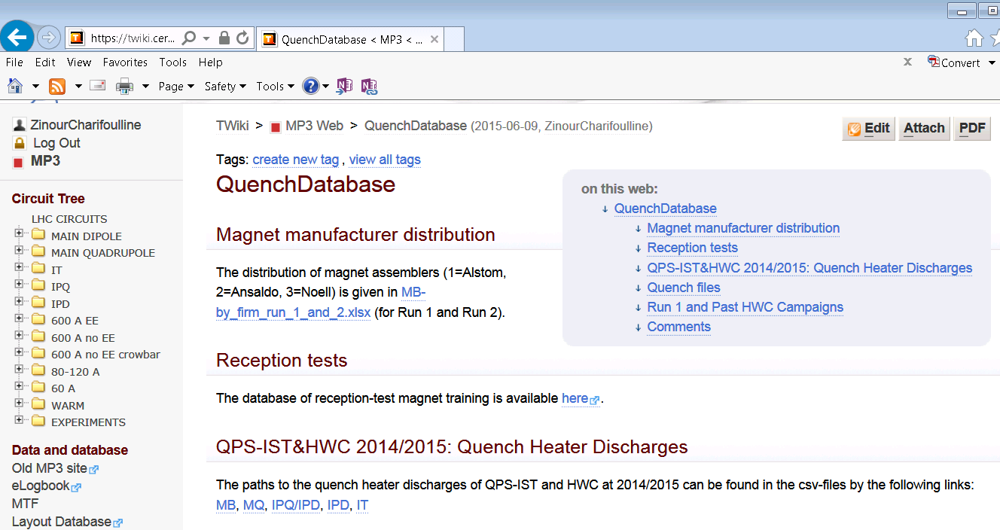 https://twiki.cer...
QuenchDatabase < MP3 < ...
File Edit View Favorites Tools Help
x Convert
Page Safety Tools
ZinourCharifoulline
Log Out
MP3
Circuit Tree
LHC CIRCUITS
MAIN DIPOLE
MAIN QUADRUPOLE
IT
IPQ
IPD
600 A EE
600 A no EE
600 A no EE crowbar
80-120 A
60 A
WARM
EXPERIMENTS
Data and database
Old MP3 site
eLogbook
MTF
Layout Database
TWiki > MP3 Web > QuenchDatabase (2015-06-09, ZinourCharifoulline)
Edit Attach PDF
Tags: create new tag , view all tags
QuenchDatabase
on this web:
QuenchDatabase
Magnet manufacturer distribution
Reception tests
QPS-IST&HWC 2014/2015: Quench Heater Discharges
Quench files
Run 1 and Past HWC Campaigns
Comments
Magnet manufacturer distribution
The distribution of magnet assemblers (1=Alstom,
2=Ansaldo, 3=Noell) is given in MB-
by_firm_run_1_and_2.xlsx (for Run 1 and Run 2).
Reception tests
The database of reception-test magnet training is available here.
QPS-IST&HWC 2014/2015: Quench Heater Discharges
The paths to the quench heater discharges of QPS-IST and HWC at 2014/2015 can be found in the csv-files by the following links:
MB, MQ, IPQ/IPD, IPD, IT